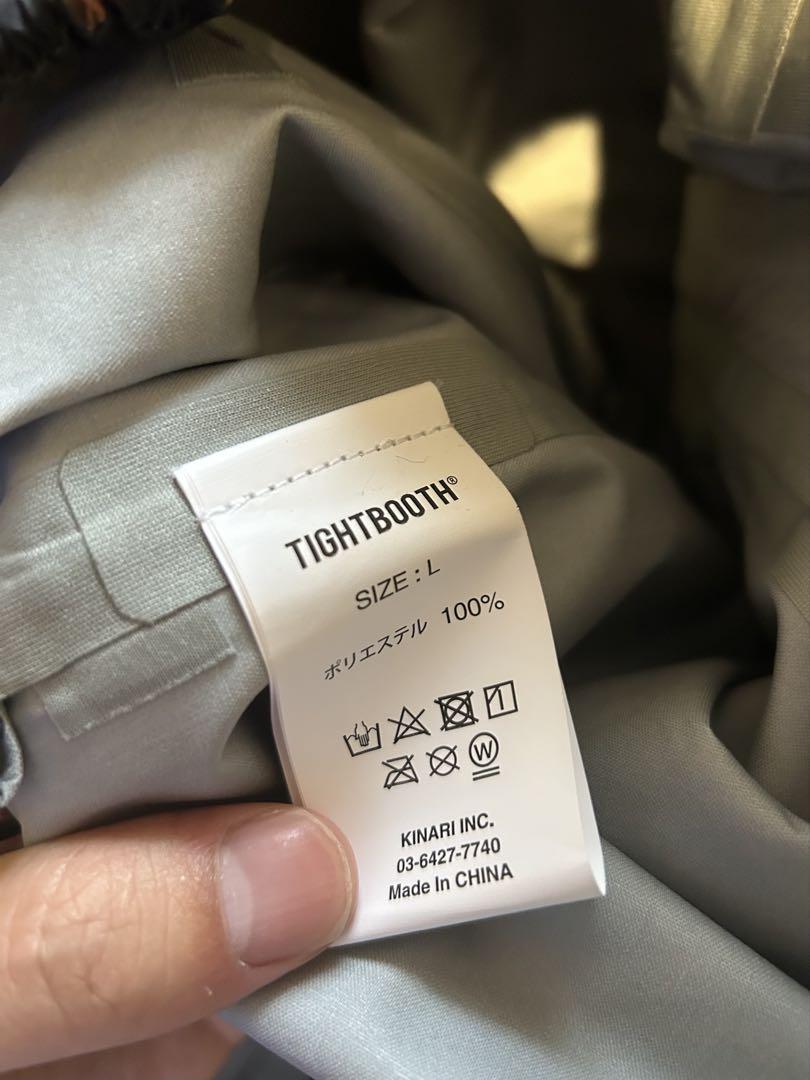 TIGHTBOOTH®
SIZE : L
ポリエステル 100%
W
KINARI INC.
03-6427-7740
Made In CHINA